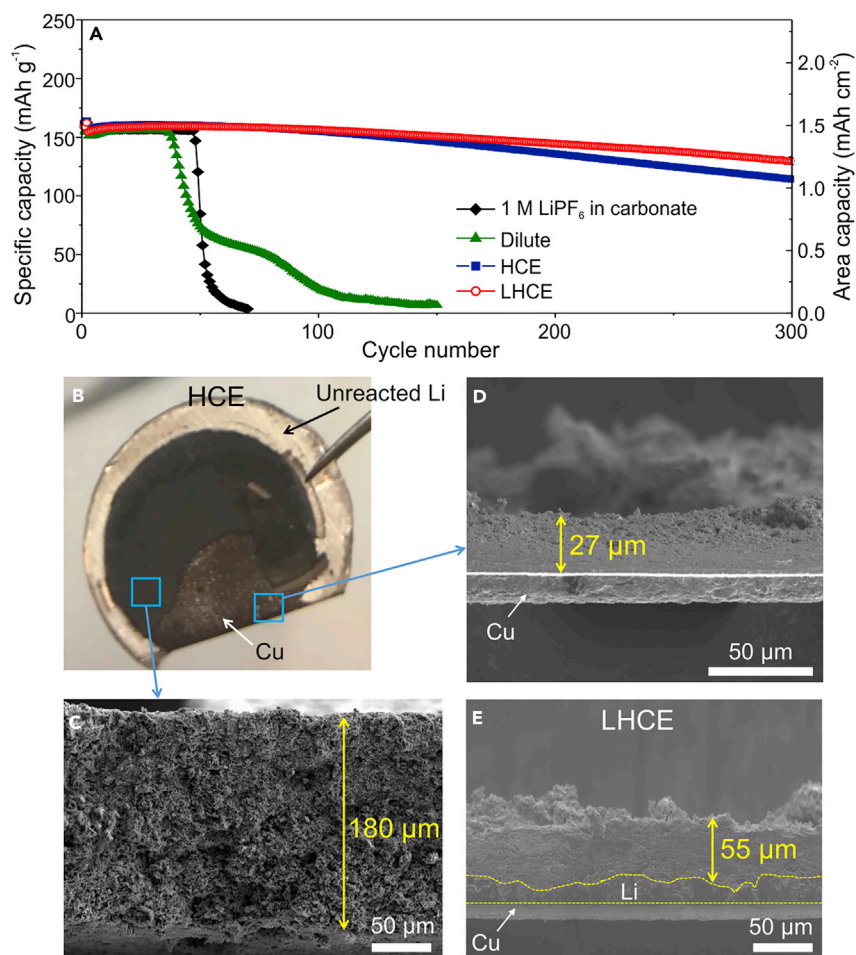 A
Specific capacity (mAh g⁻¹)
250
200
150
100
50
0
Area capacity (mAh cm⁻²)
2.0
1.5
1.0
0.5
0.0
1 M LiPF₆ in carbonate
Dilute
HCE
LHCE
0
100
200
300
Cycle number
B
HCE
Unreacted Li
Cu
D
27 µm
Cu
50 µm
C
180 µm
50 µm
E
LHCE
55 µm
Li
Cu
50 µm